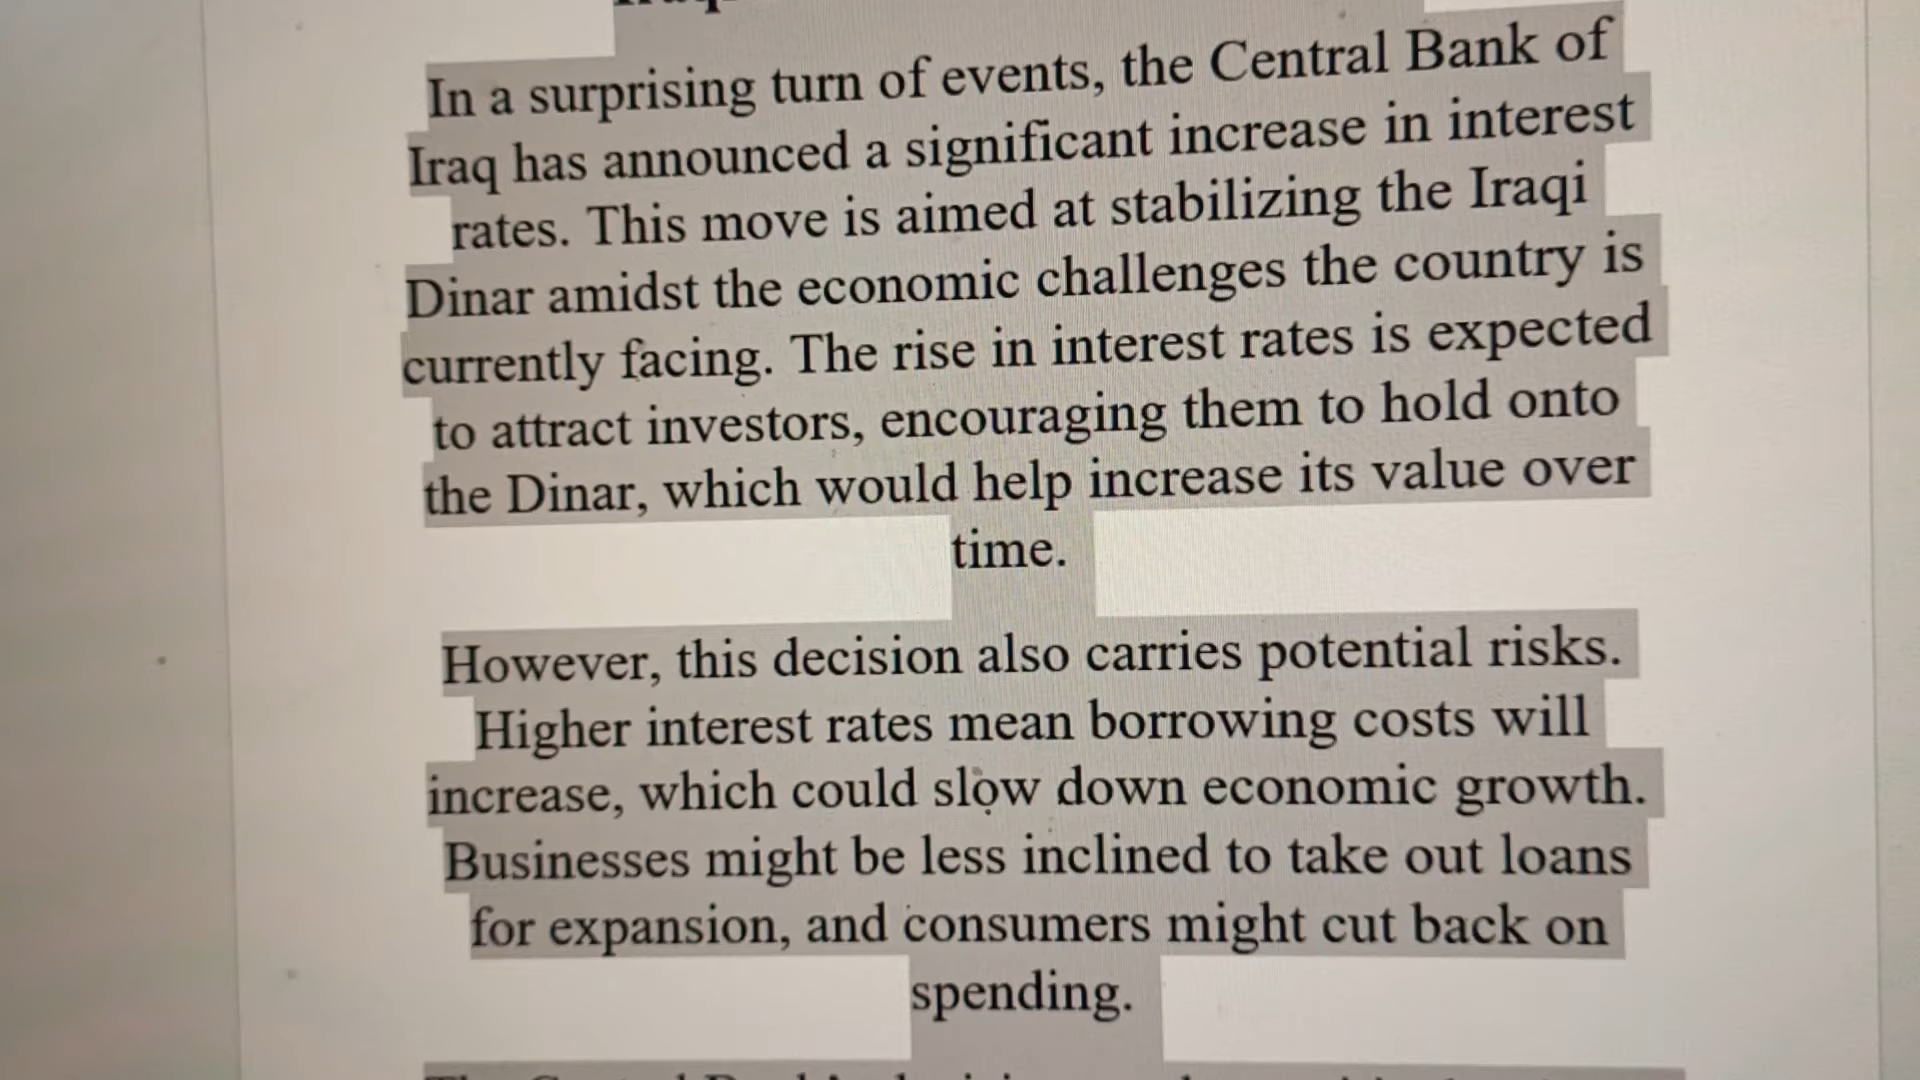 In a surprising turn of events, the Central Bank of
Iraq has announced a significant increase in interest
rates. This move is aimed at stabilizing the Iraqi
Dinar amidst the economic challenges the country is
currently facing. The rise in interest rates is expected
to attract investors, encouraging them to hold onto
the Dinar, which would help increase its value over
time.
However, this decision also carries potential risks.
Higher interest rates mean borrowing costs will
increase, which could slow down economic growth.
Businesses might be less inclined to take out loans
for expansion, and consumers might cut back on
spending.